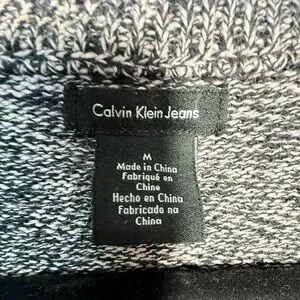 Calvin Klein Jeans
M
Made in China
Fabriqué en
Chine
Hecho en China
Fabricado na
China